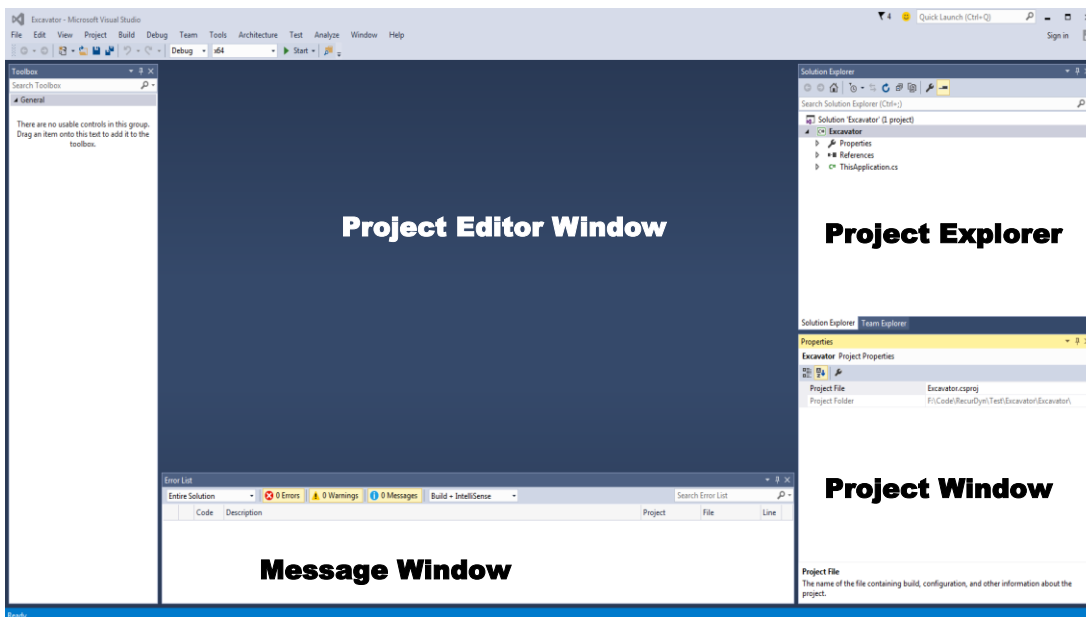 Excavator - Microsoft Visual Studio
4
Quick Launch (Ctrl+Q)
File Edit View Project Build Debug Team Tools Architecture Test Analyze Window Help
Sign in
Debug x64 Start
Toolbox
Search Toolbox
General
There are no usable controls in this group.
Drag an item onto this text to add it to the
toolbox.
Project Editor Window
Solution Explorer
Search Solution Explorer (Ctrl+;)
Solution 'Excavator' (1 project)
C# Excavator
Properties
References
C# ThisApplication.cs
Project Explorer
Solution Explorer Team Explorer
Properties
Excavator Project Properties
Project File Excavator.csproj
Project Folder F:\Code\RecurDyn\Test\Excavator\Excavator\
Project Window
Project File
The name of the file containing build, configuration, and other information about the
project.
Error List
Entire Solution 0 Errors 0 Warnings 0 Messages Build + IntelliSense Search Error List
Code Description Project File Line
Message Window
Ready